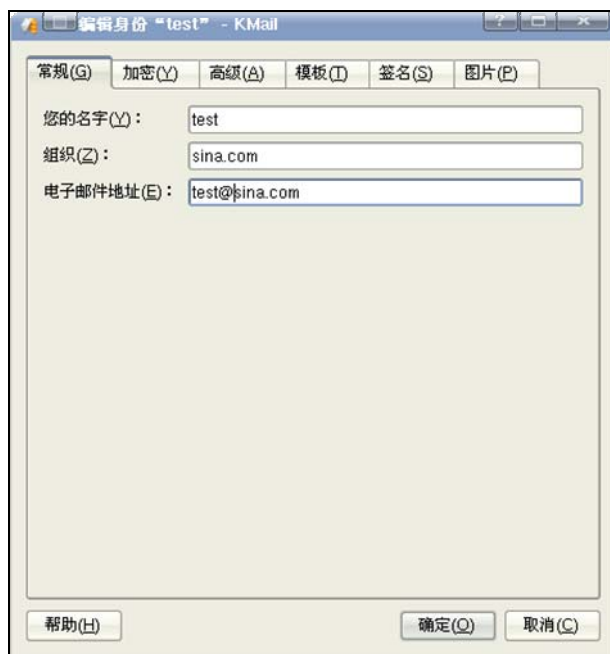 编辑身份 “test” - KMail
常规(G) 加密(Y) 高级(A) 模板(T) 签名(S) 图片(P)
您的名字(Y)： test
组织(Z)： sina.com
电子邮件地址(E)： test@sina.com
帮助(H) 确定(O) 取消(C)